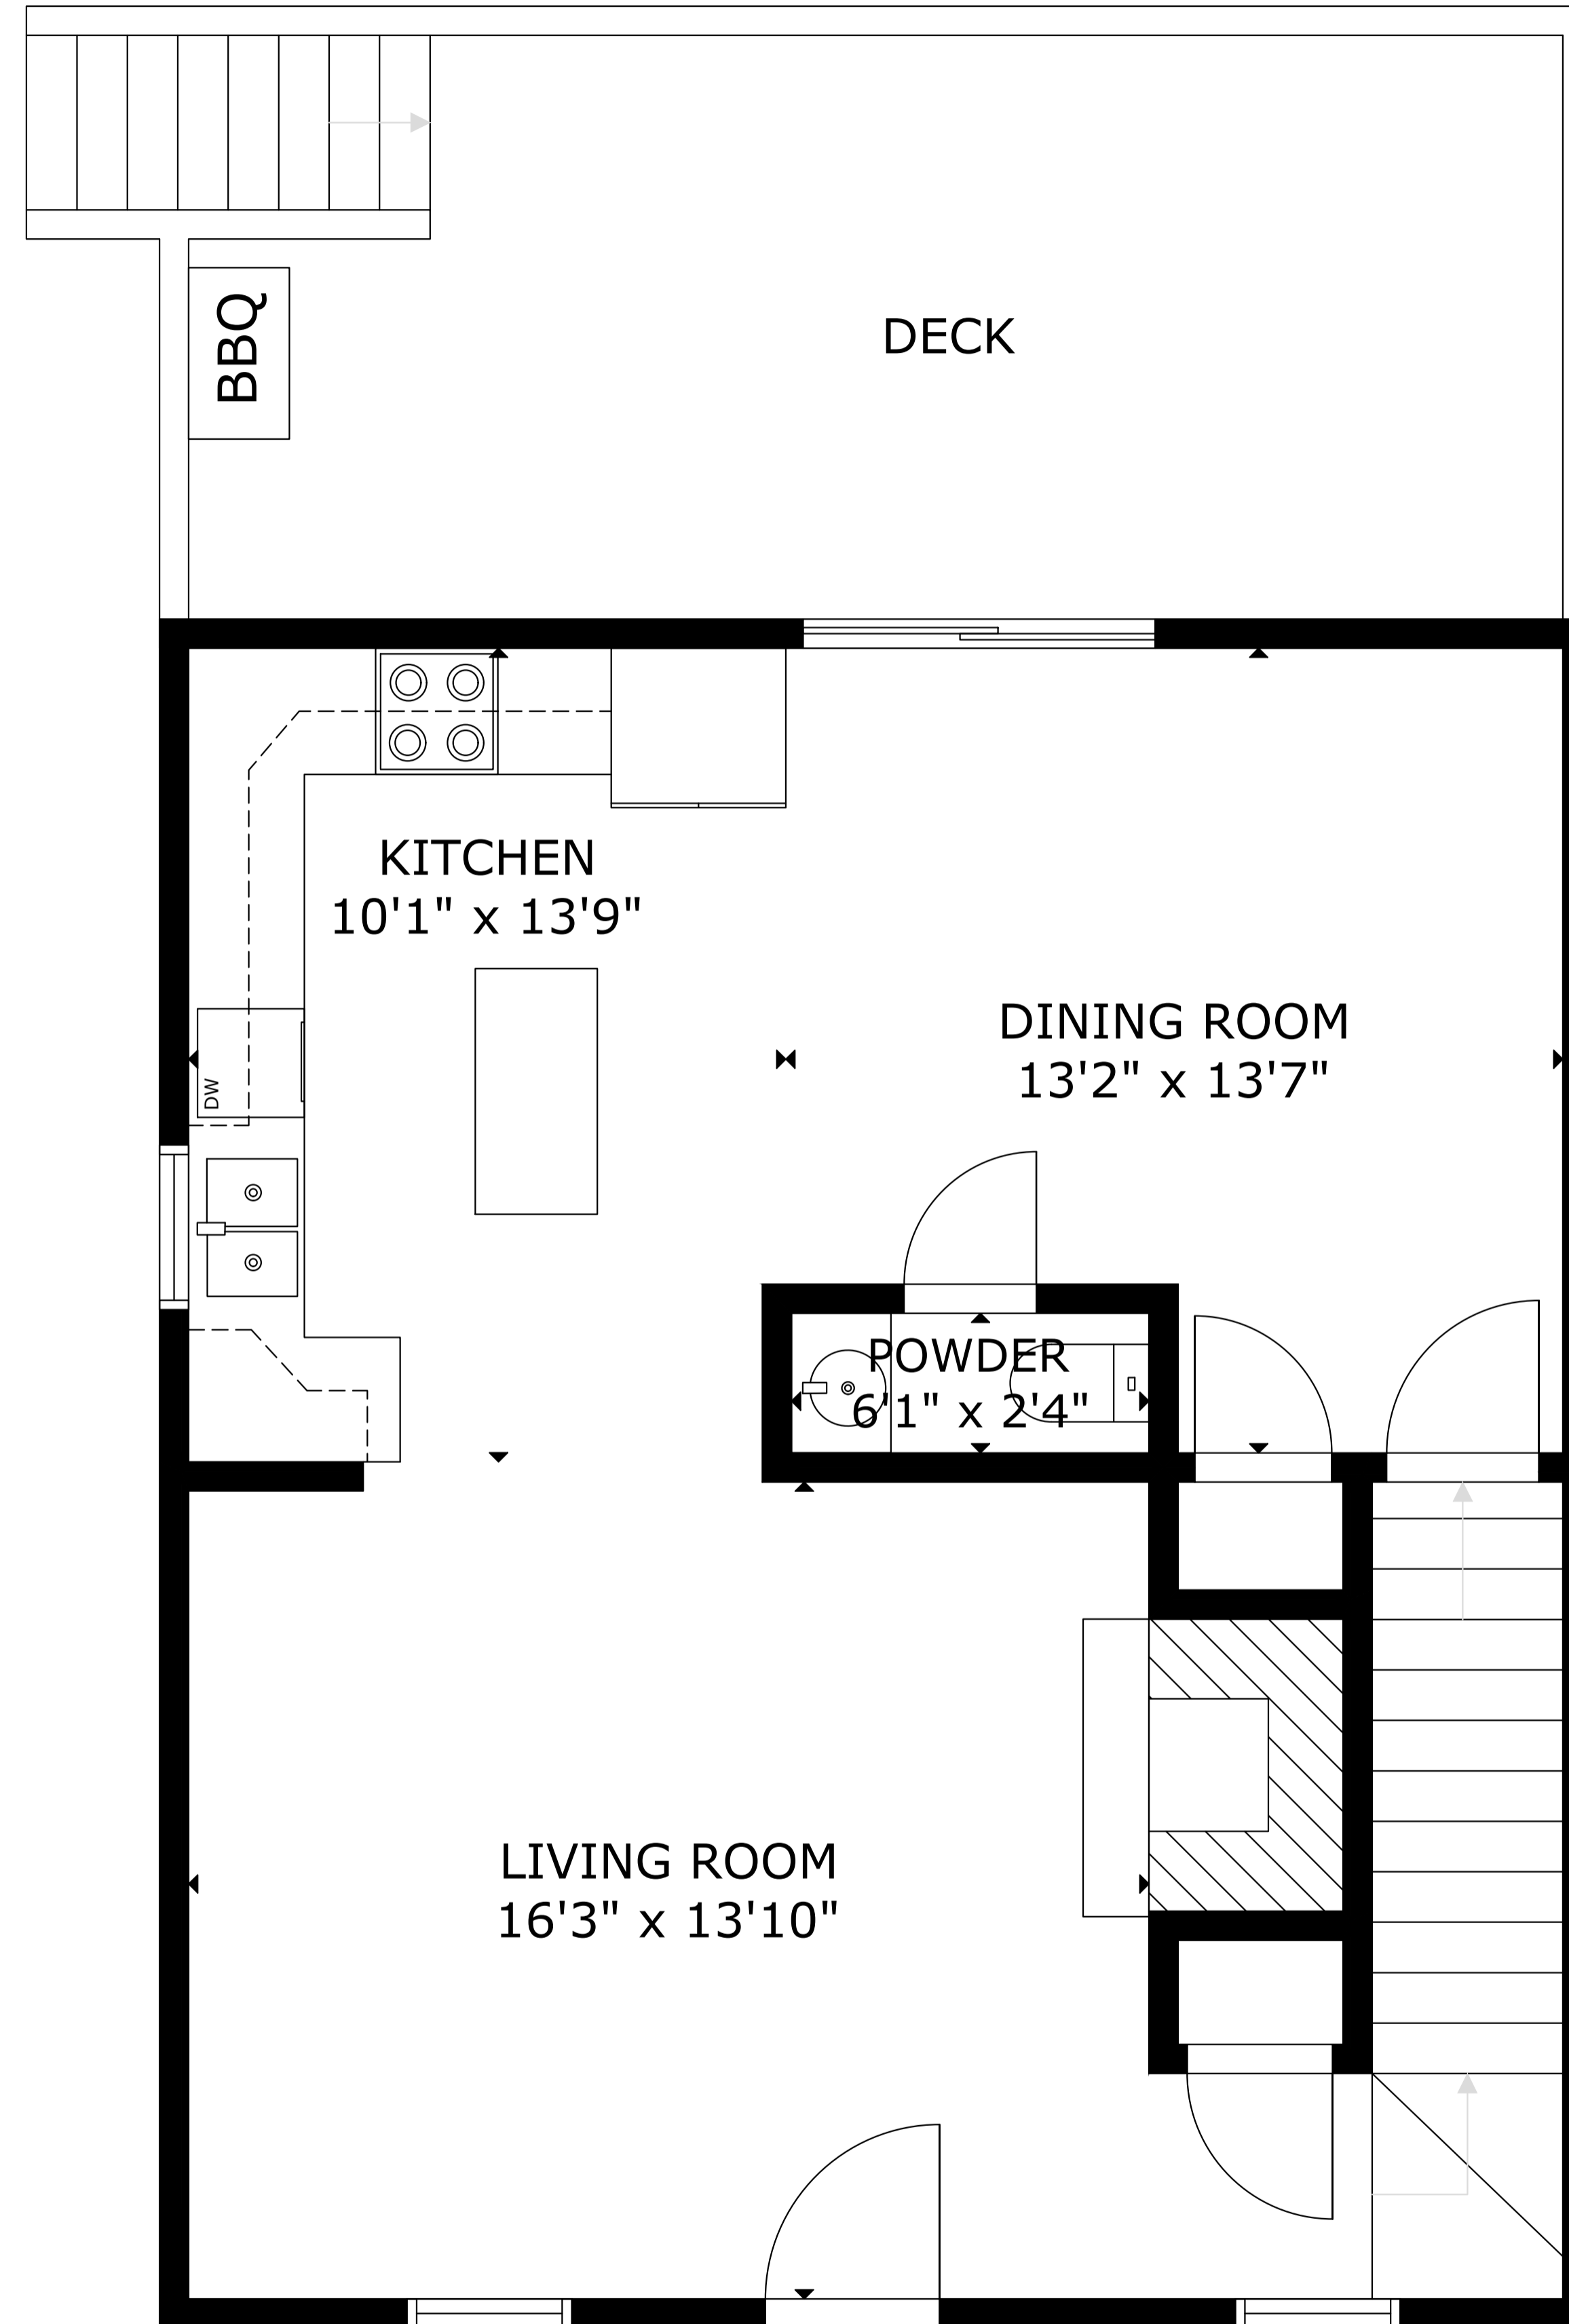 BBQ
DECK
KITCHEN
10'1" x 13'9"
DINING ROOM
13'2" x 13'7"
DW
POWDER
6'1" x 2'4"
LIVING ROOM
16'3" x 13'10"